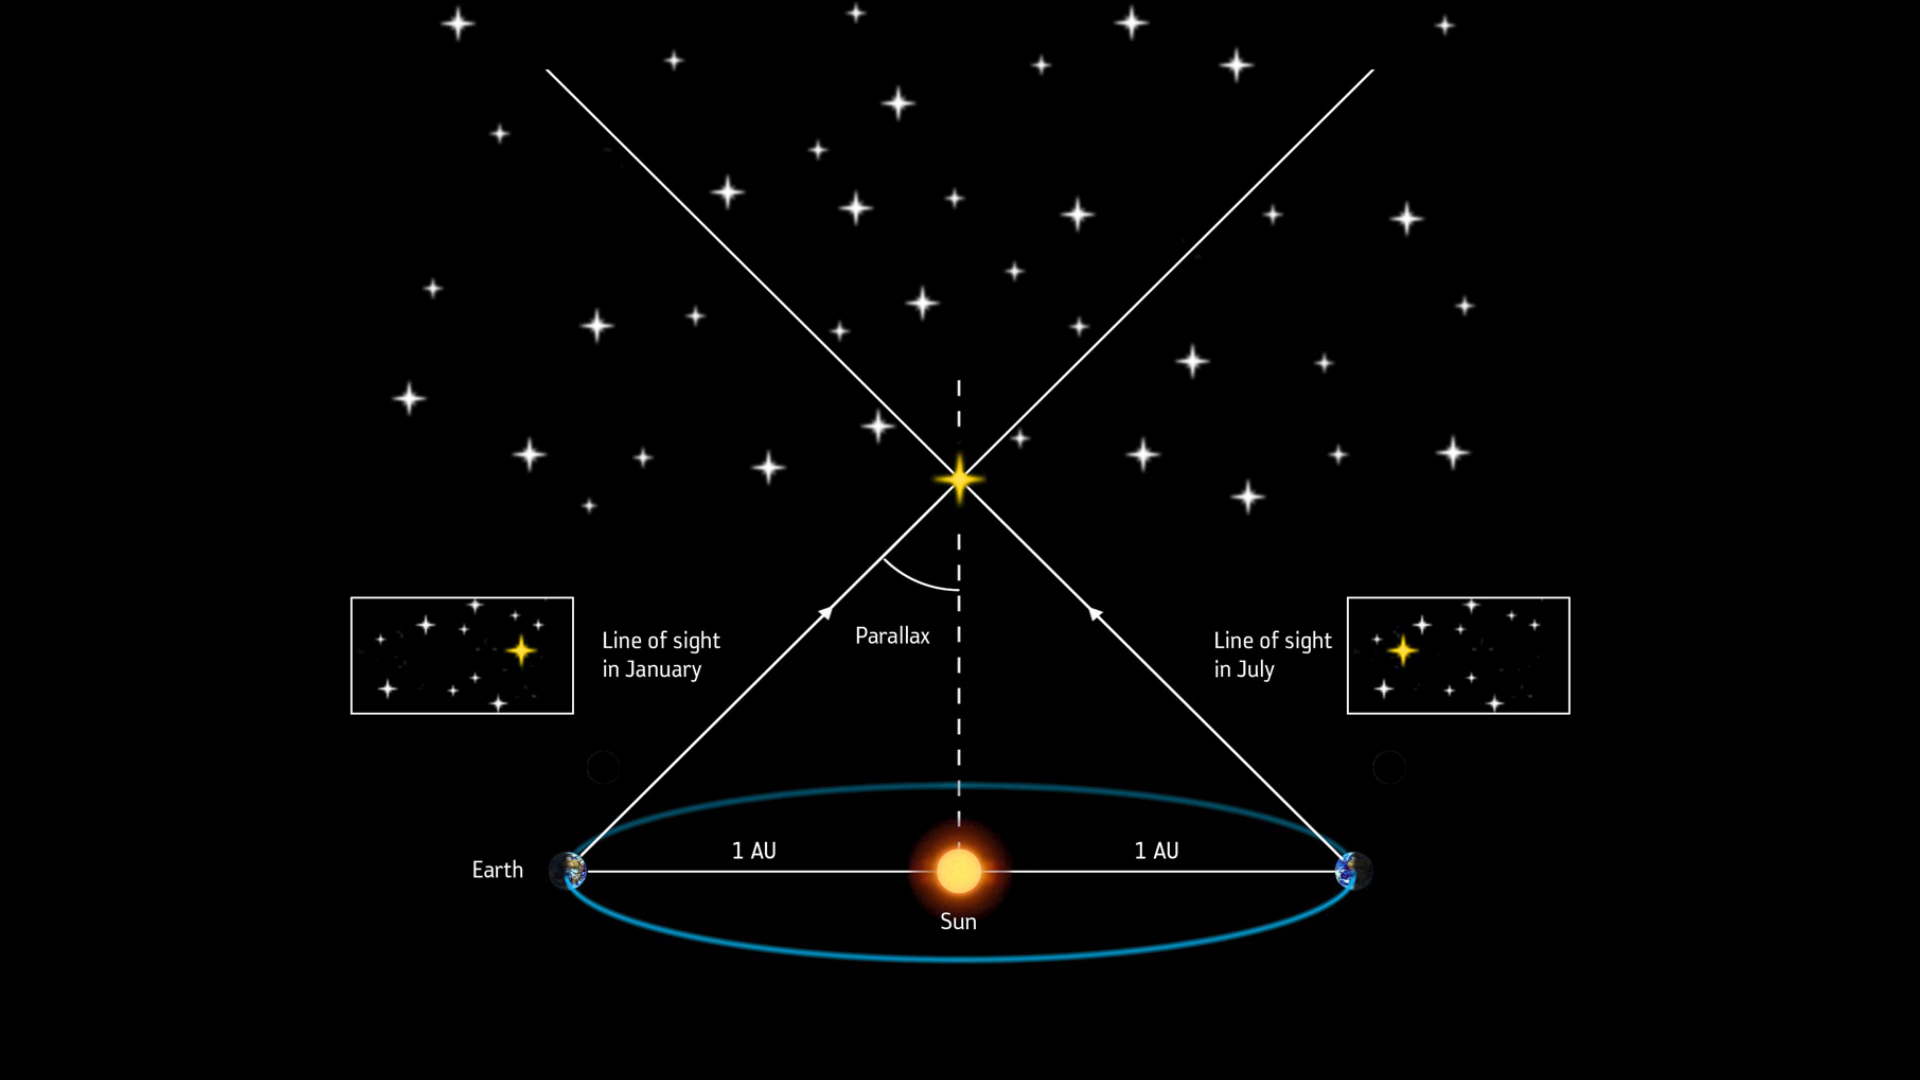 Line of sight
in January
Parallax
Line of sight
in July
1 AU
1 AU
Earth
Sun